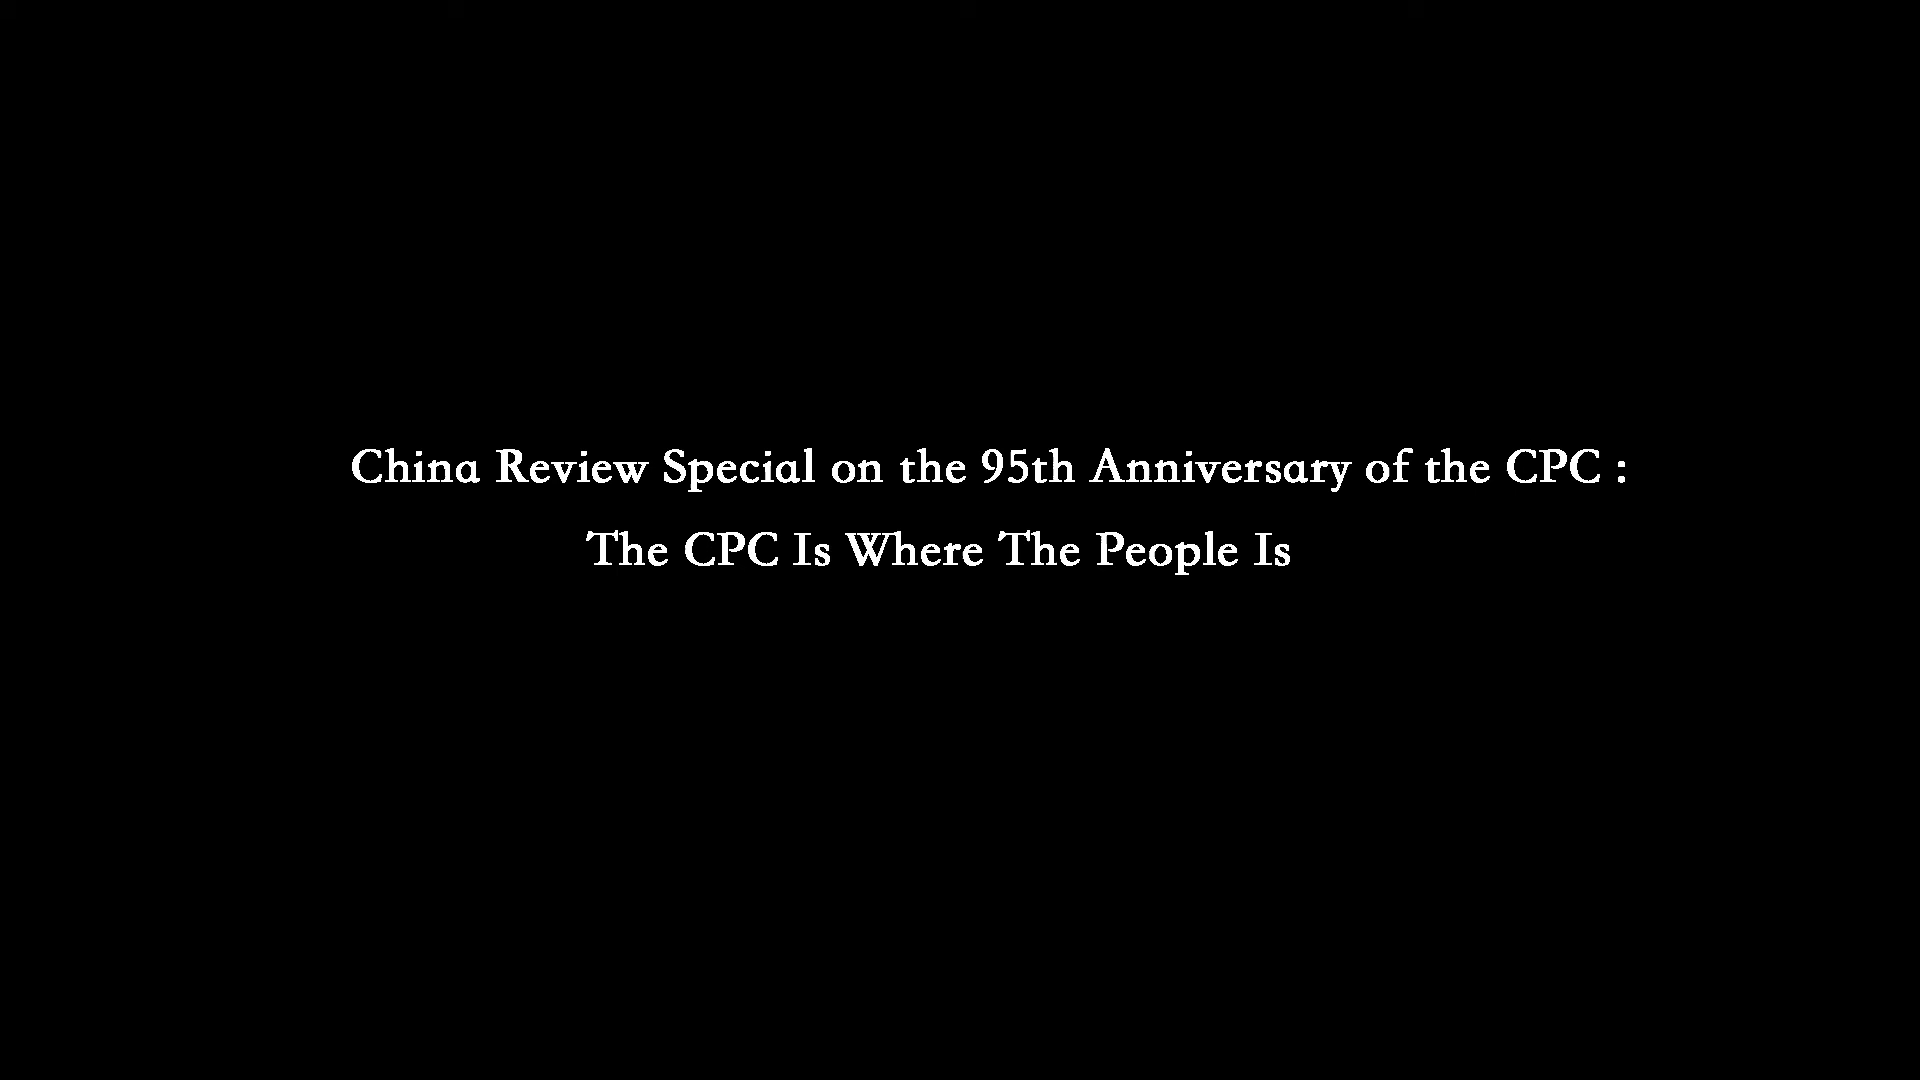 China Review Special on the 95th Anniversary of the CPC :
The CPC Is Where The People Is